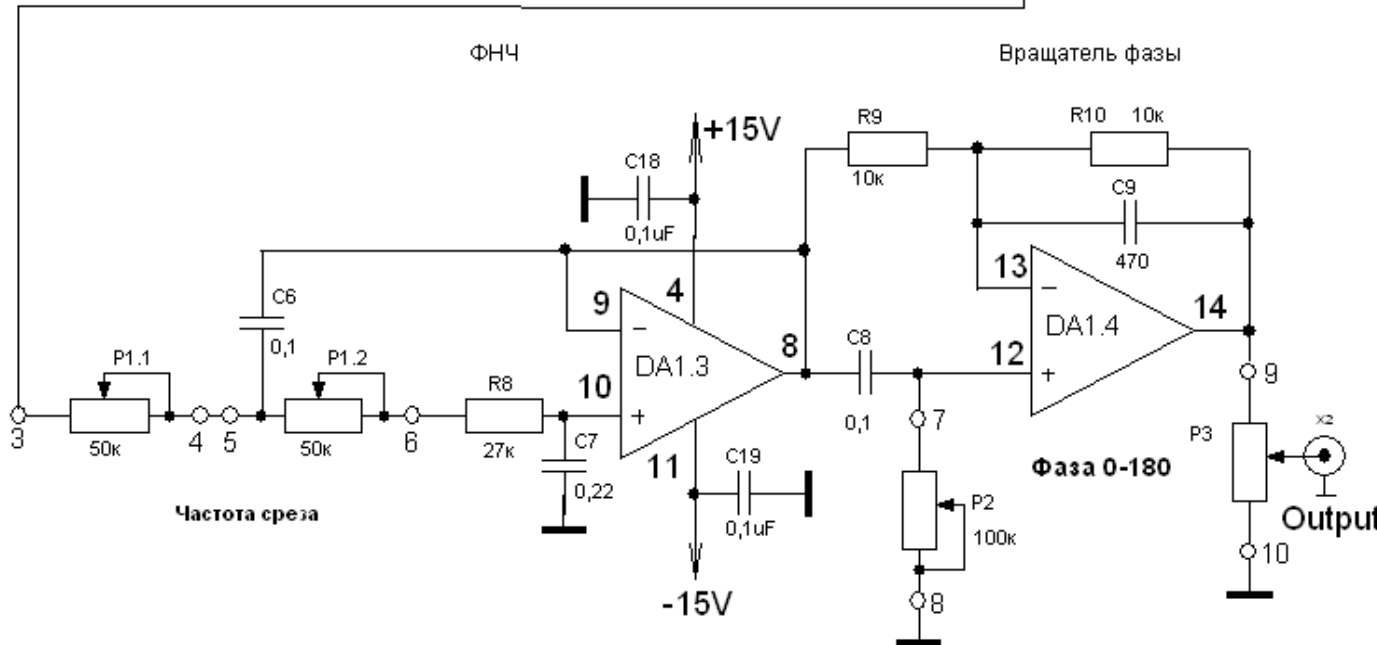 ФНЧ
Вращатель фазы
+15V
R9
10к
R10 10к
C18
0,1uF
C9
470
C6
0,1
9
4
13
14
DA1.3
8
C8
0,1
DA1.4
12
P1.1
P1.2
R8
10
9
3
50к
4
5
50к
6
27к
C7
0,22
11
C19
0,1uF
7
Фаза 0-180
P3
X2
Output
Частота среза
P2
100к
-15V
8
10